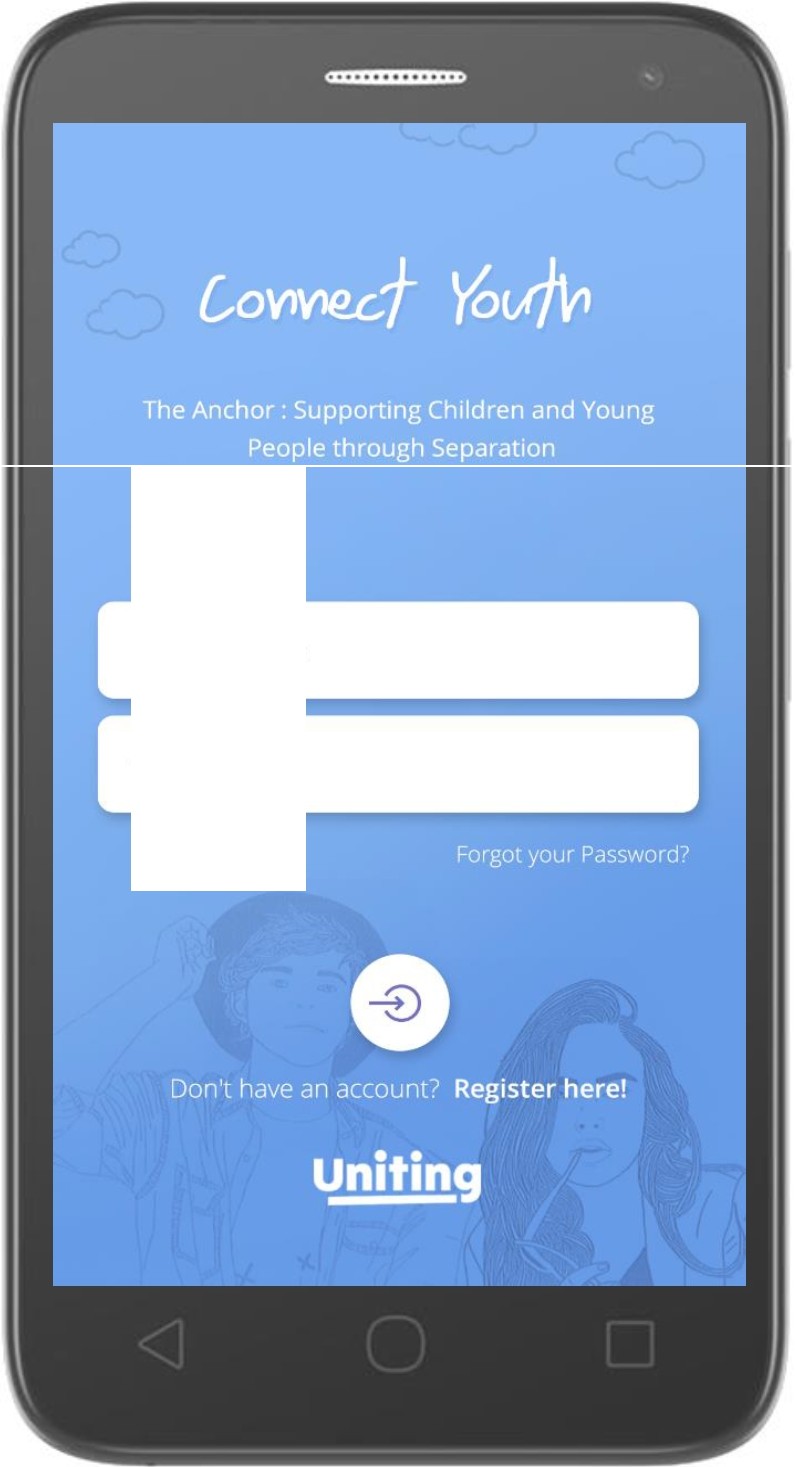 Connect Youth
The Anchor : Supporting Children and Young
People through Separation
Forgot your Password?
Don't have an account? Register here!
Uniting